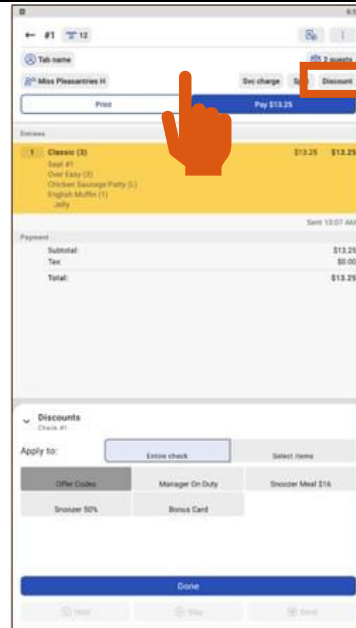 ← #1 12
Tab name 2 guests
Miss Pleasantries H Svc charge Discount
Print Pay $13.25
Entrees
1 Classic (3) $13.25 $13.25
Seat #1
Over Easy (3)
Chicken Sausage Patty (L)
English Muffin (1)
Jelly
Sent 10:07 AM
Payment
Subtotal: $13.25
Tax: $0.00
Total: $13.25
Discounts
Check #1
Apply to: Entire check Select items
Offer Codes Manager On Duty Snoozer Meal $16
Snoozer 50% Bonus Card
Done
Hold Stay Send